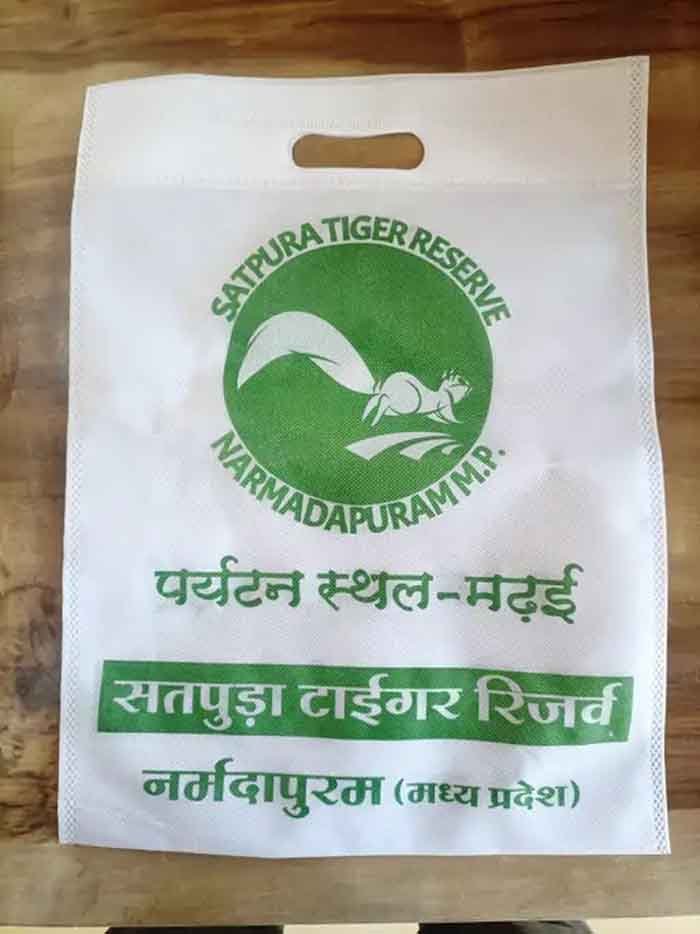 SATPURA TIGER RESERVE
NARMADAPURAM M.P.
पर्यटन स्थल-मढ़ई
सतपुड़ा टाईगर रिजर्व
नर्मदापुरम (मध्य प्रदेश)